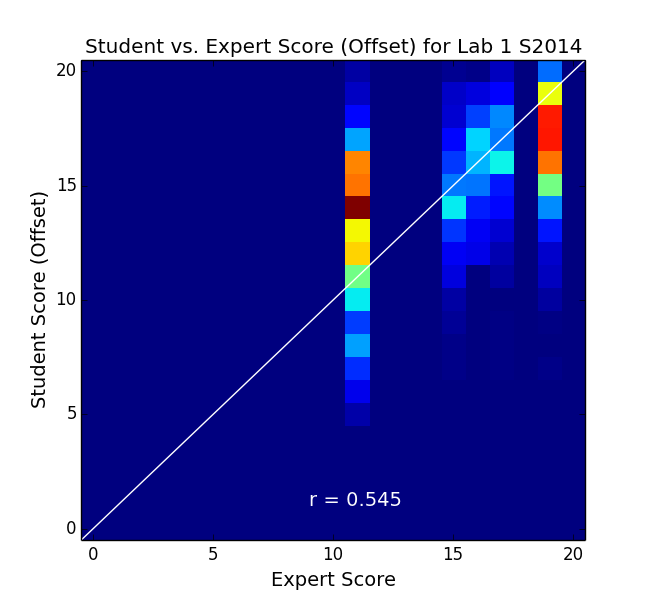 Student vs. Expert Score (Offset) for Lab 1 S2014
20
15
10
5
0
Student Score (Offset)
r = 0.545
0 5 10 15 20
Expert Score